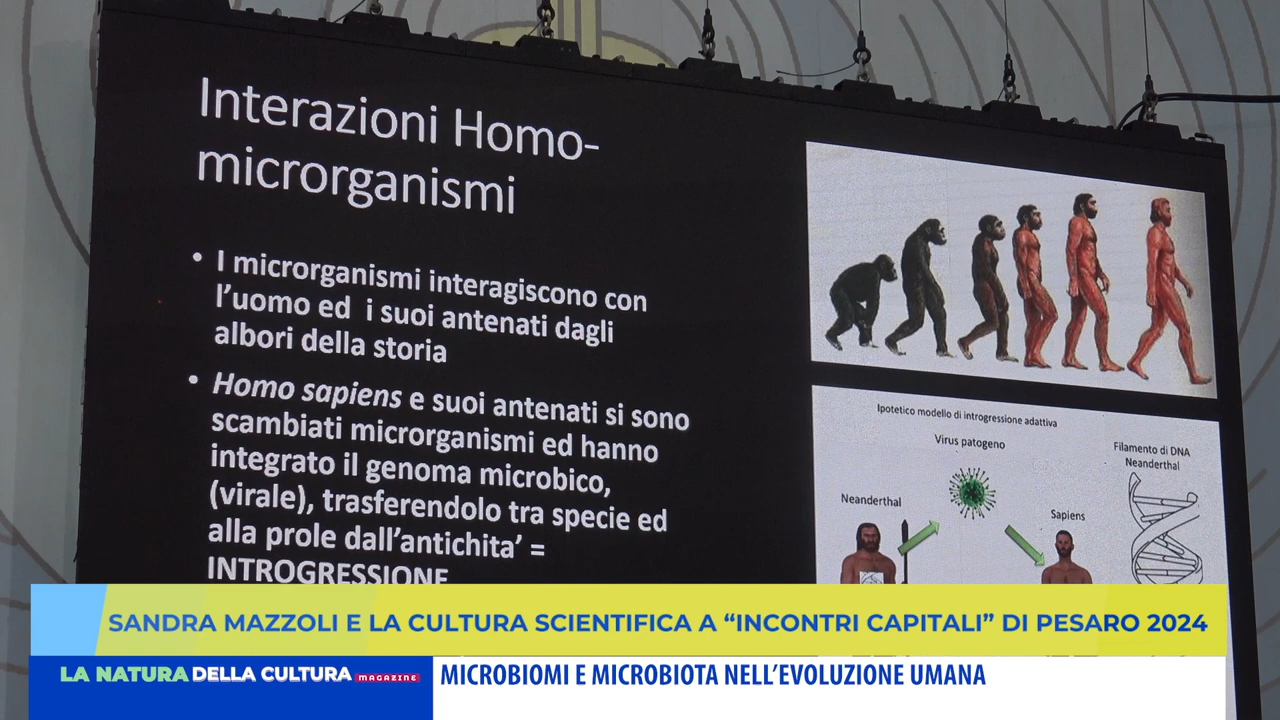 Interazioni Homo-
microrganismi
• I microrganismi interagiscono con
l'uomo ed i suoi antenati dagli
albori della storia
• Homo sapiens e suoi antenati si sono
scambiati microrganismi ed hanno
integrato il genoma microbico,
(virale), trasferendolo tra specie ed
alla prole dall'antichita' =
INTROGRESSIONE
Ipotetico modello di introgressione adattiva
Virus patogeno
Filamento di DNA
Neanderthal
Neanderthal
Sapiens
SANDRA MAZZOLI E LA CULTURA SCIENTIFICA A “INCONTRI CAPITALI” DI PESARO 2024
LA NATURA DELLA CULTURA MAGAZINE
MICROBIOMI E MICROBIOTA NELL'EVOLUZIONE UMANA